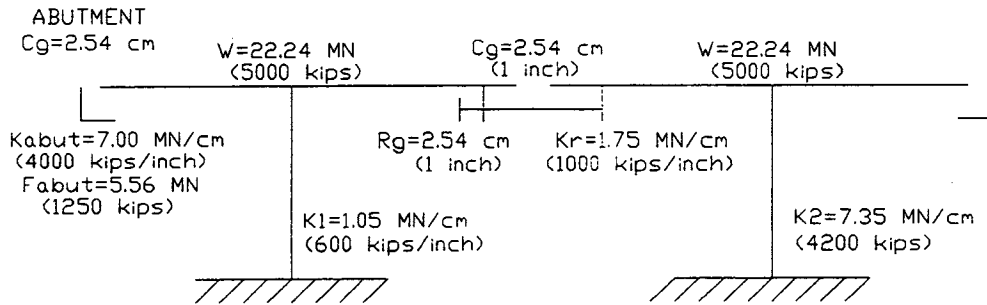 ABUTMENT
Cg=2.54 cm
W=22.24 MN
(5000 kips)
Cg=2.54 cm
(1 inch)
W=22.24 MN
(5000 kips)
Kabut=7.00 MN/cm
(4000 kips/inch)
Fabut=5.56 MN
(1250 kips)
Rg=2.54 cm
(1 inch)
Kr=1.75 MN/cm
(1000 kips/inch)
K1=1.05 MN/cm
(600 kips/inch)
K2=7.35 MN/cm
(4200 kips)